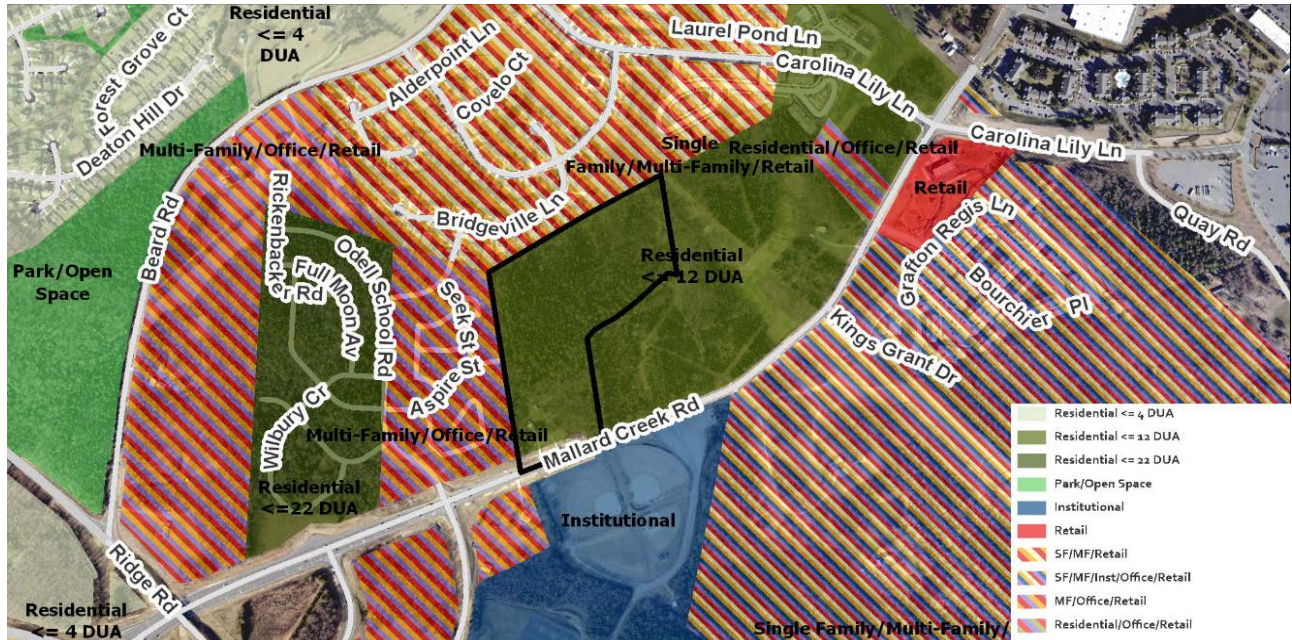 Residential
<= 4
DUA
Forest Grove Ct
Deaton Hill Dr
Alderpoint Ln
Covelo Ct
Laurel Pond Ln
Carolina Lily Ln
Carolina Lily Ln
Multi-Family/Office/Retail
Single
Family/Multi-Family/Retail
Residential/Office/Retail
Retail
Quay Rd
Beard Rd
Rickenbacker Rd
Bridgeville Ln
Park/Open
Space
Full Moon Av
Odell School Rd
Seek St
Aspire St
Residential
<= 12 DUA
Grafton Regis Ln
Bourchier Pl
Kings Grant Dr
Wilbury Cr
Multi-Family/Office/Retail
Mallard Creek Rd
Residential
<=22 DUA
Institutional
Ridge Rd
Residential
<= 4 DUA
Single Family/Multi-Family/
Residential <= 4 DUA
Residential <= 12 DUA
Residential <= 22 DUA
Park/Open Space
Institutional
Retail
SF/MF/Retail
SF/MF/Inst/Office/Retail
MF/Office/Retail
Residential/Office/Retail